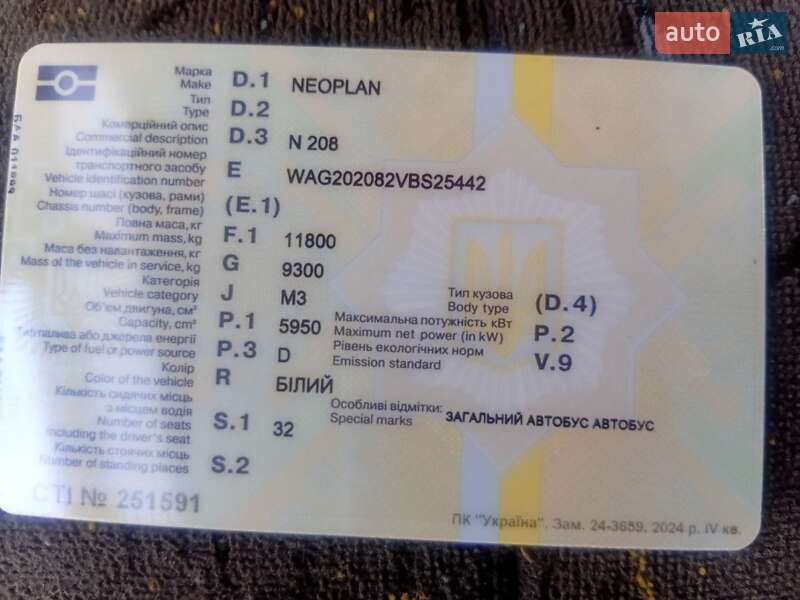 auto RIA.com
Марка
Make D.1 NEOPLAN
Тип
Type D.2
Комерційний опис
Commercial description D.3 N 208
Ідентифікаційний номер
транспортного засобу
Vehicle identification number E WAG202082VBS25442
Номер шасі (кузова, рами)
Chassis number (body, frame) (E.1)
Повна маса, кг
Maximum mass, kg F.1 11800
Маса без навантаження, кг
Mass of the vehicle in service, kg G 9300
Категорія
Vehicle category J M3
Тип кузова
Body type (D.4)
Об'єм двигуна, см³
Capacity, cm³ P.1 5950
Максимальна потужність кВт
Maximum net power (in kW) P.2
Тип палива або джерела енергії
Type of fuel or power source P.3 D
Рівень екологічних норм
Emission standard V.9
Колір
Color of the vehicle R БІЛИЙ
Кількість сидячих місць
з місцем водія
Number of seats
including the driver's seat S.1 32
Особливі відмітки:
Special marks ЗАГАЛЬНИЙ АВТОБУС АВТОБУС
Кількість стоячих місць
Number of standing places S.2
СТІ № 251591
ПК "Україна". Зам. 24-3659. 2024 р. IV кв.